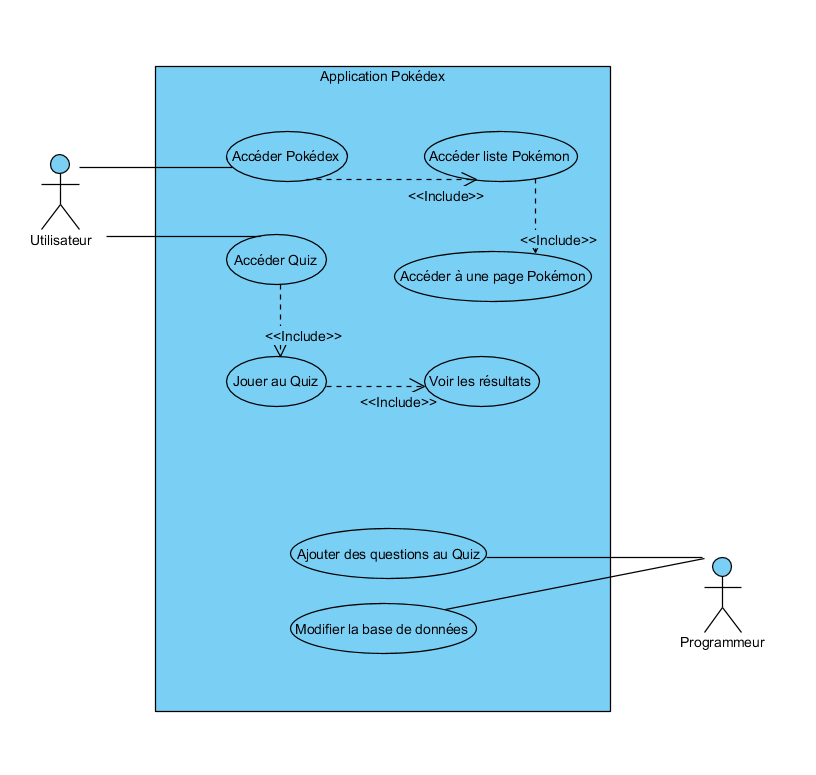 Application Pokédex
Accéder Pokédex
Accéder liste Pokémon
<<Include>>
Utilisateur
<<Include>>
Accéder Quiz
Accéder à une page Pokémon
<<Include>>
Jouer au Quiz
Voir les résultats
<<Include>>
Ajouter des questions au Quiz
Modifier la base de données
Programmeur